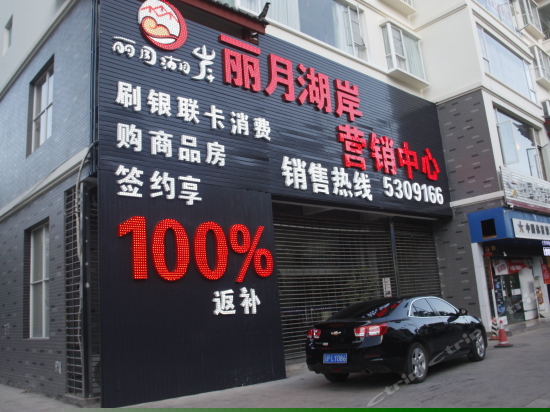 丽月湖岸
丽月湖岸
营销中心
销售热线 5309166
刷银联卡消费
购商品房
签约享
100%
返补